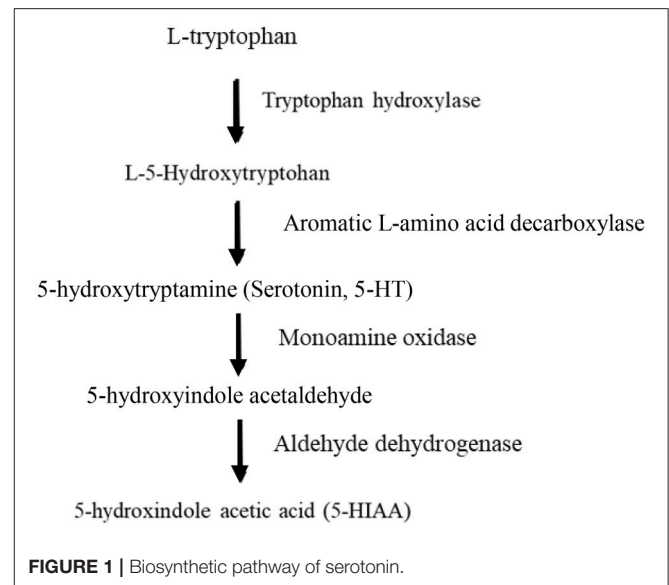 L-tryptophan
Tryptophan hydroxylase
L-5-Hydroxytryptohan
Aromatic L-amino acid decarboxylase
5-hydroxytryptamine (Serotonin, 5-HT)
Monoamine oxidase
5-hydroxyindole acetaldehyde
Aldehyde dehydrogenase
5-hydroxindole acetic acid (5-HIAA)
FIGURE 1 | Biosynthetic pathway of serotonin.